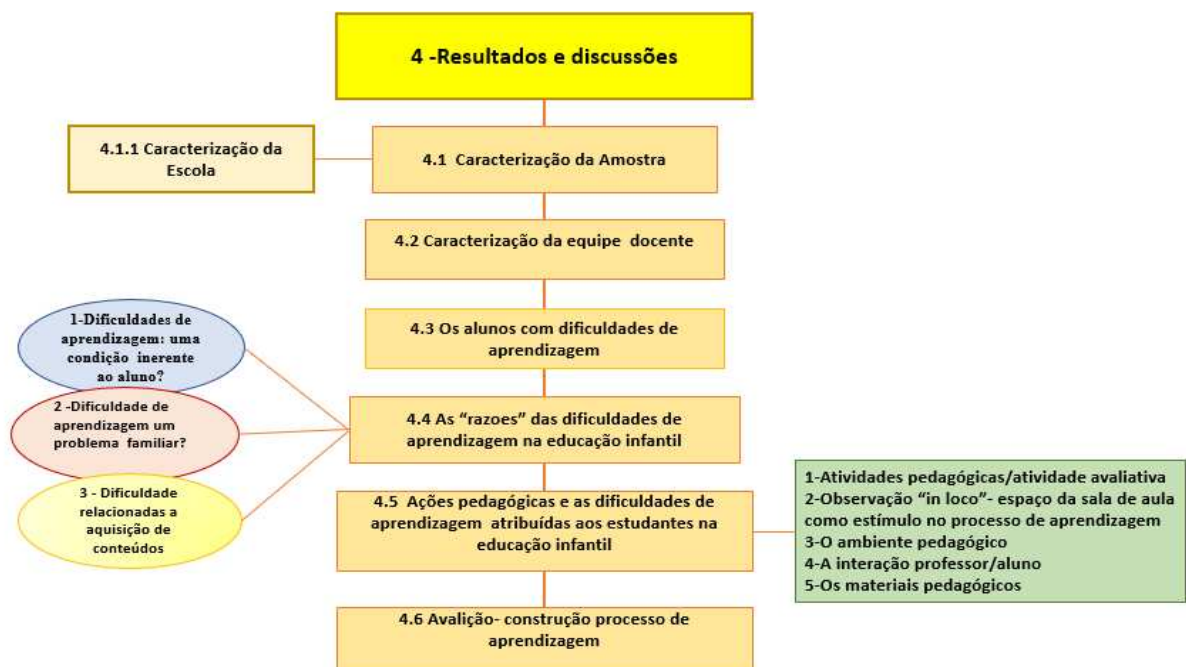 4 -Resultados e discussões
4.1.1 Caracterização da
Escola
4.1  Caracterização da Amostra
4.2 Caracterização da equipe  docente
4.3 Os alunos com dificuldades de
aprendizagem
1-Dificuldades de
aprendizagem: uma
condição  inerente
ao aluno?
2 -Dificuldade de
aprendizagem um
problema  familiar?
3 - Dificuldade
relacionadas a
aquisição de
conteúdos
4.4 As “razoes” das dificuldades de
aprendizagem na educação infantil
4.5  Ações pedagógicas e as dificuldades de
aprendizagem  atribuídas aos estudantes na
educação infantil
1-Atividades pedagógicas/atividade avaliativa
2-Observação “in loco”- espaço da sala de aula
como estímulo no processo de aprendizagem
3-O ambiente pedagógico
4-A interação professor/aluno
5-Os materiais pedagógicos
4.6 Avalição- construção processo de
aprendizagem